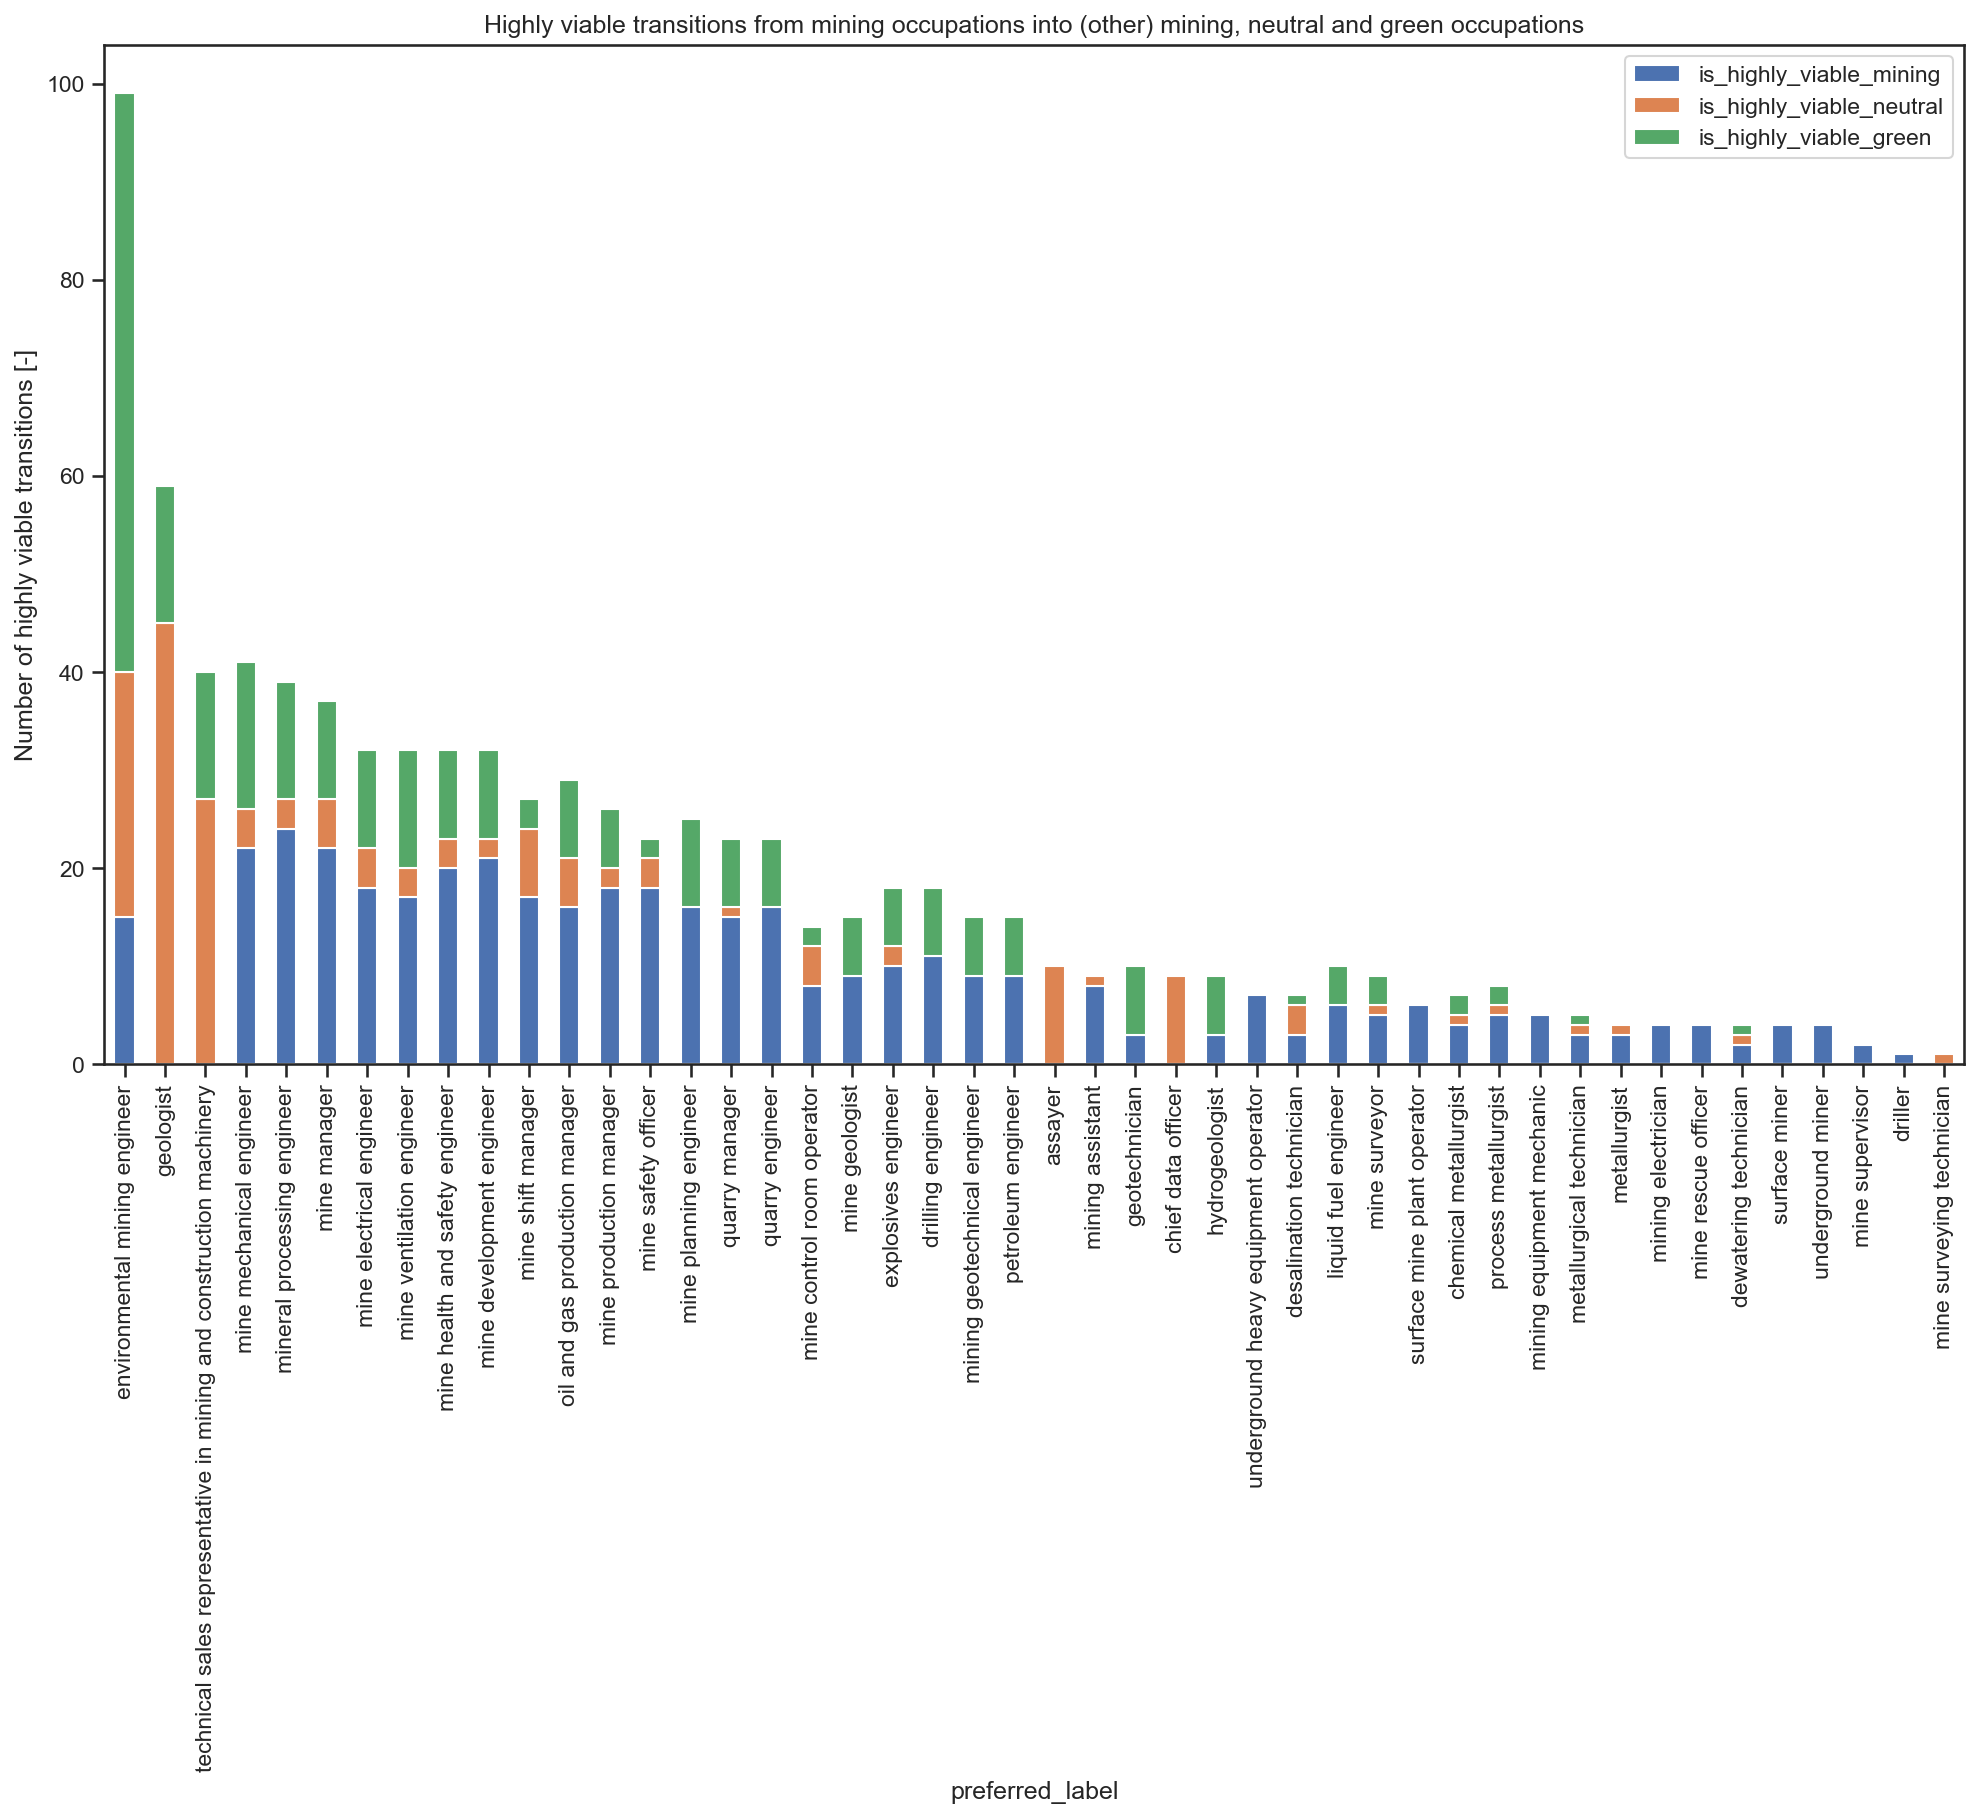 Highly viable transitions from mining occupations into (other) mining, neutral and green occupations
is_highly_viable_mining
is_highly_viable_neutral
is_highly_viable_green
Number of highly viable transitions [-]
100
80
60
40
20
0
environmental mining engineer
geologist
technical sales representative in mining and construction machinery
mine mechanical engineer
mineral processing engineer
mine manager
mine electrical engineer
mine ventilation engineer
mine health and safety engineer
mine development engineer
mine shift manager
oil and gas production manager
mine production manager
mine safety officer
mine planning engineer
quarry manager
quarry engineer
mine control room operator
mine geologist
explosives engineer
drilling engineer
mining geotechnical engineer
petroleum engineer
assayer
mining assistant
geotechnician
chief data officer
hydrogeologist
underground heavy equipment operator
desalination technician
liquid fuel engineer
mine surveyor
surface mine plant operator
chemical metallurgist
process metallurgist
mining equipment mechanic
metallurgical technician
metallurgist
mining electrician
mine rescue officer
dewatering technician
surface miner
underground miner
mine supervisor
driller
mine surveying technician
preferred_label